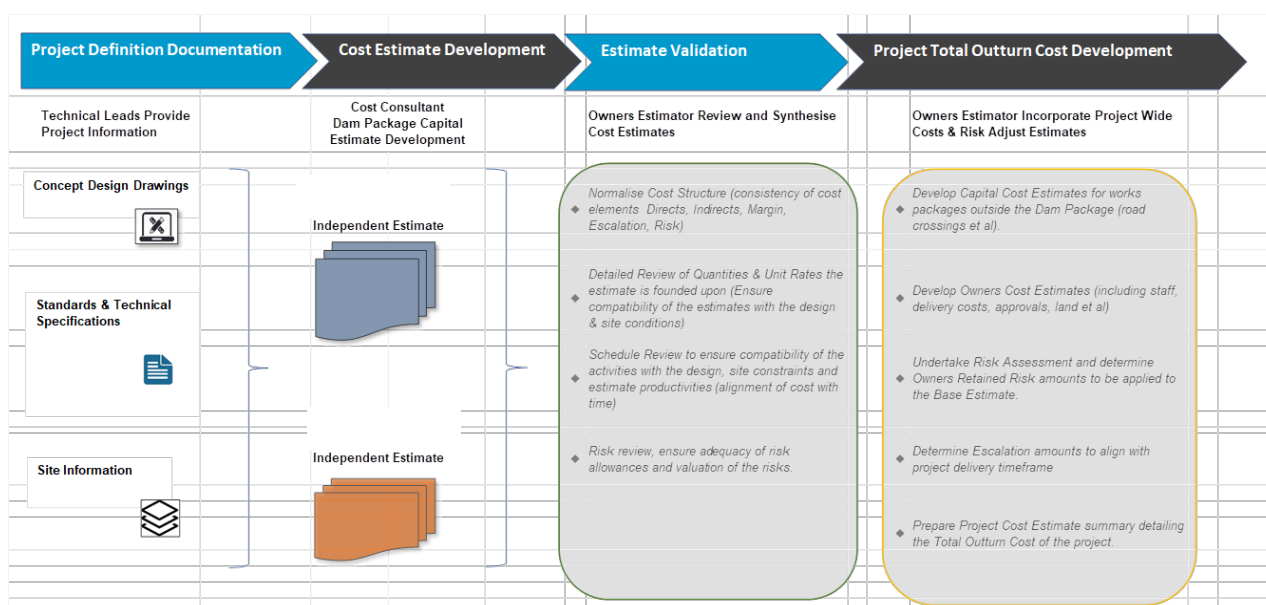 Project Definition Documentation
Cost Estimate Development
Estimate Validation
Project Total Outturn Cost Development
Technical Leads Provide
Project Information
Cost Consultant
Dam Package Capital
Estimate Development
Owners Estimator Review and Synthesise
Cost Estimates
Owners Estimator Incorporate Project Wide
Costs & Risk Adjust Estimates
Concept Design Drawings
Standards & Technical
Specifications
Site Information
Independent Estimate
Independent Estimate
Normalise Cost Structure (consistency of cost
elements Directs, Indirects, Margin,
Escalation, Risk)
Detailed Review of Quantities & Unit Rates the
estimate is founded upon (Ensure
compatibility of the estimates with the design
& site conditions)
Schedule Review to ensure compatibility of the
activities with the design, site constraints and
estimate productivities (alignment of cost with
time)
Risk review, ensure adequacy of risk
allowances and valuation of the risks.
Develop Capital Cost Estimates for works
packages outside the Dam Package (road
crossings et al).
Develop Owners Cost Estimates (including staff,
delivery costs, approvals, land et al)
Undertake Risk Assessment and determine
Owners Retained Risk amounts to be applied to
the Base Estimate.
Determine Escalation amounts to align with
project delivery timeframe
Prepare Project Cost Estimate summary detailing
the Total Outturn Cost of the project.